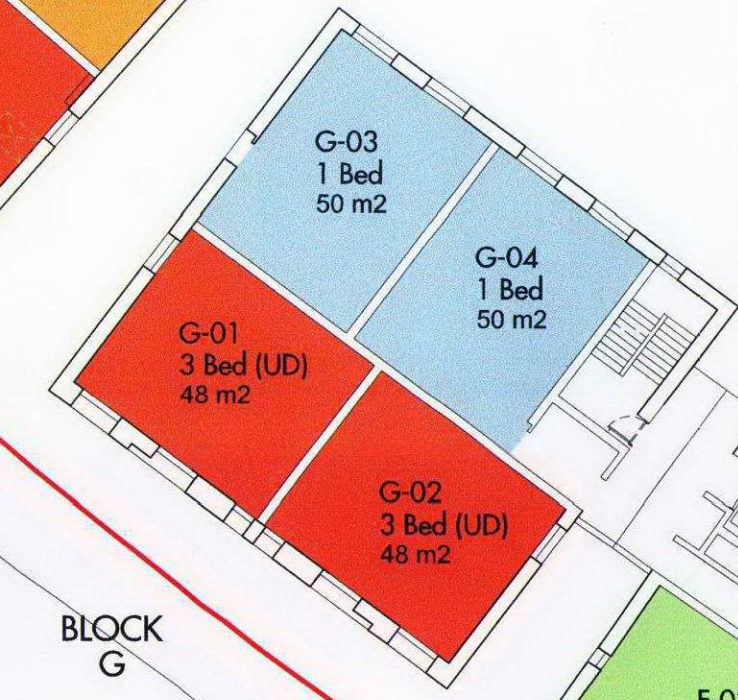 G-03
1 Bed
50 m2
G-04
1 Bed
50 m2
G-01
3 Bed (UD)
48 m2
G-02
3 Bed (UD)
48 m2
BLOCK
G